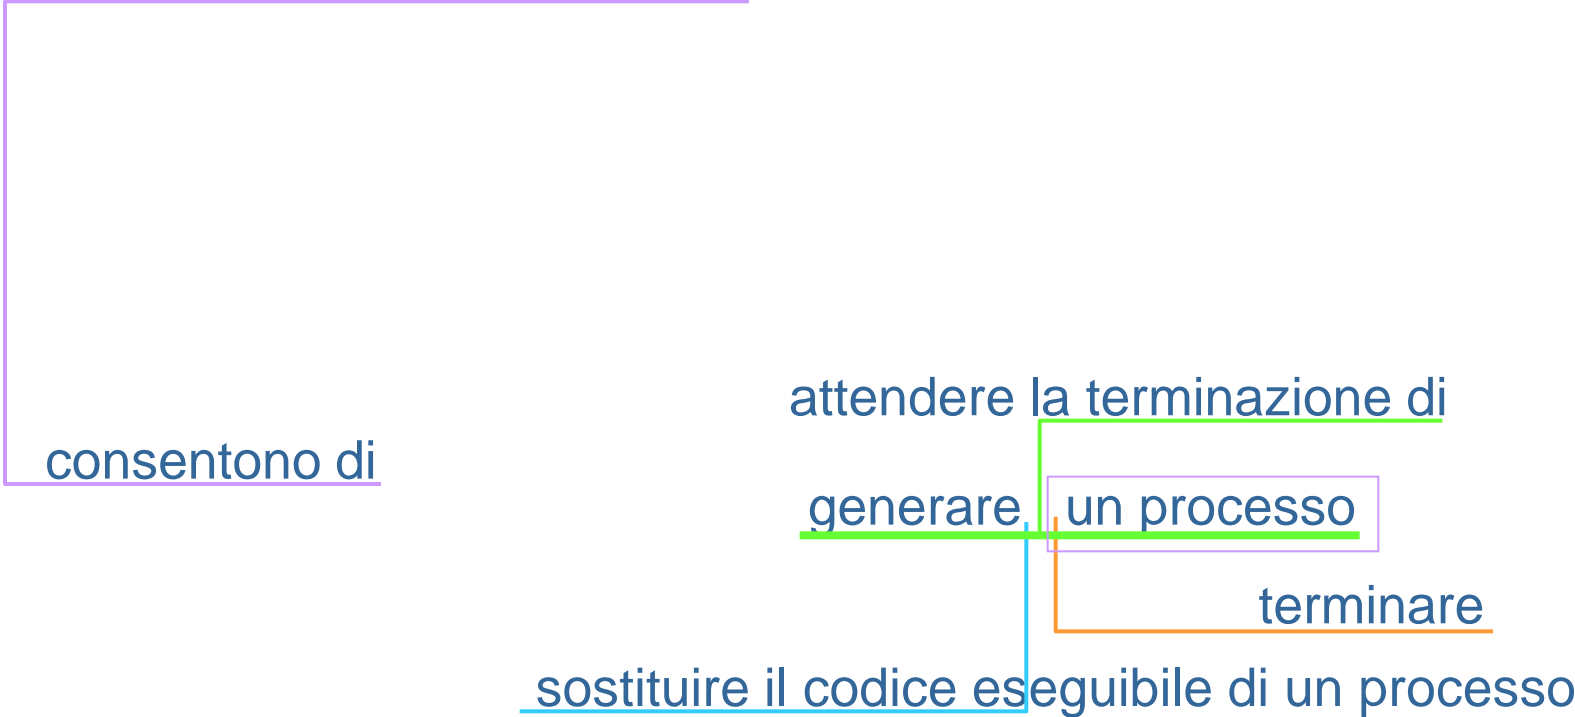 attendere la terminazione di
consentono di
generare un processo
terminare
sostituire il codice eseguibile di un processo